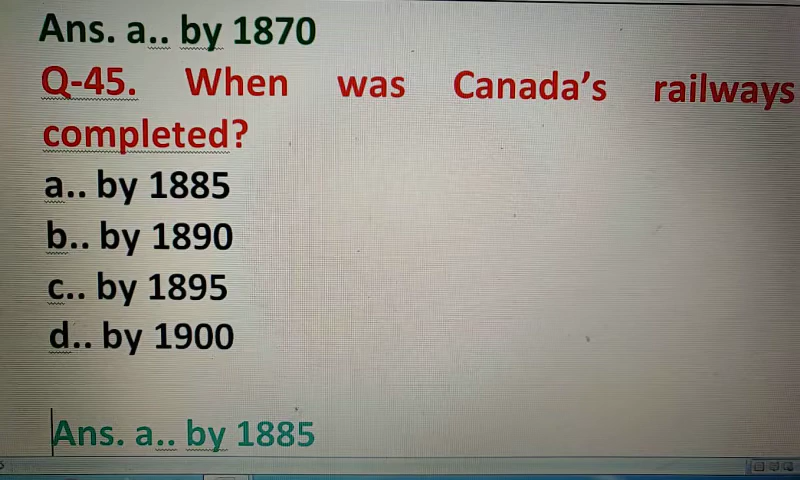 Ans. a.. by 1870
Q-45. When was Canada's railways
completed?
a.. by 1885
b.. by 1890
c.. by 1895
d.. by 1900
Ans. a.. by 1885